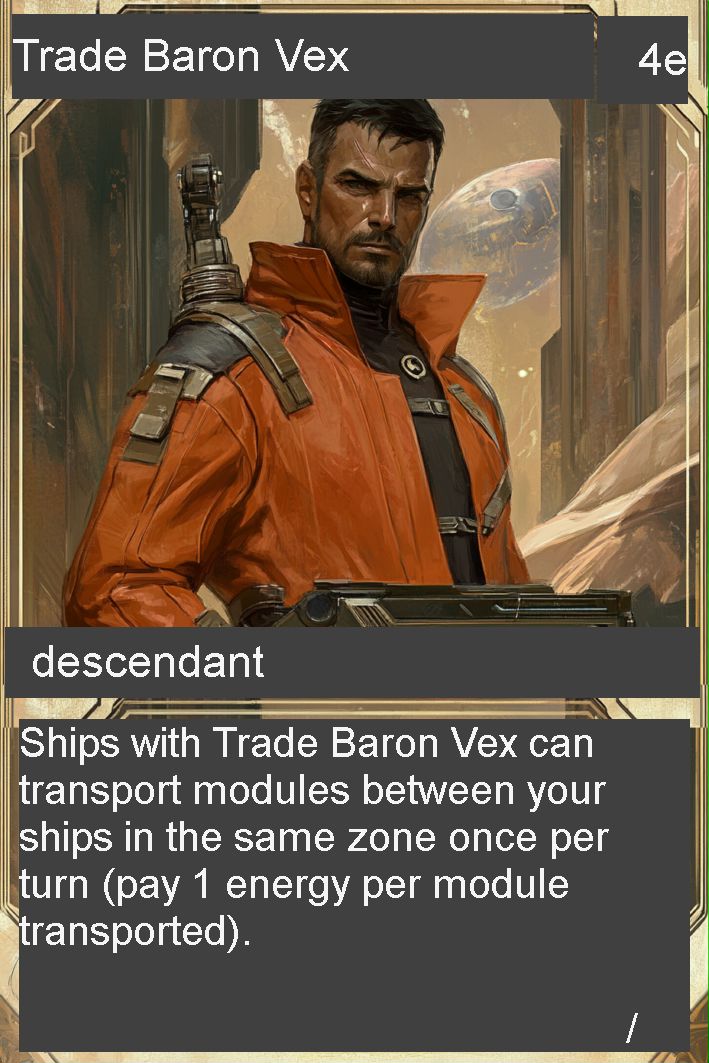 Trade Baron Vex
4e
descendant
Ships with Trade Baron Vex can
transport modules between your
ships in the same zone once per
turn (pay 1 energy per module
transported).
/